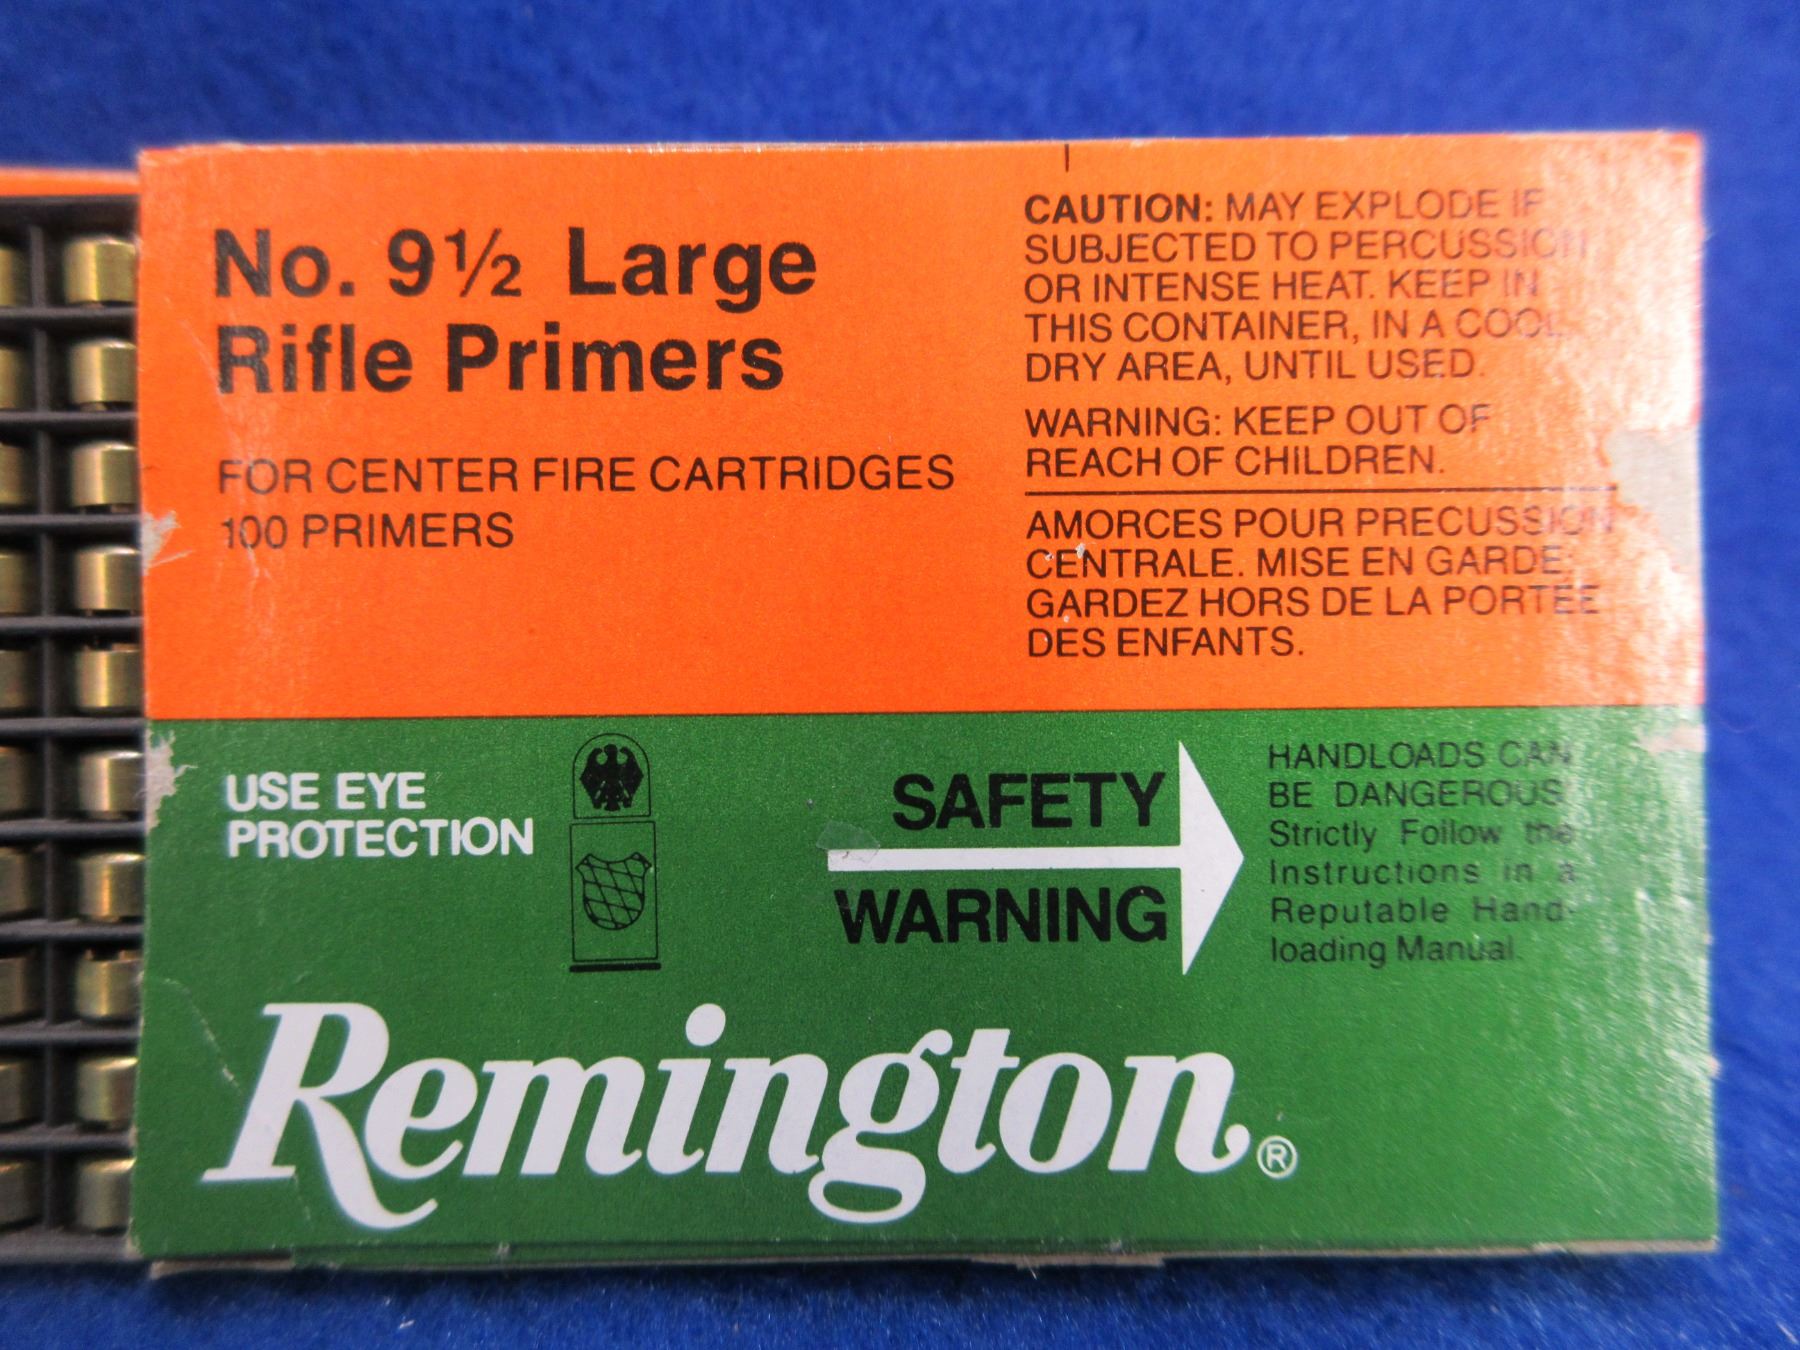 No. 9½ Large
Rifle Primers
FOR CENTER FIRE CARTRIDGES
100 PRIMERS
CAUTION: MAY EXPLODE IF
SUBJECTED TO PERCUSSION
OR INTENSE HEAT. KEEP IN
THIS CONTAINER, IN A COOL
DRY AREA, UNTIL USED.
WARNING: KEEP OUT OF
REACH OF CHILDREN.
AMORCES POUR PRECUSSION
CENTRALE. MISE EN GARDE:
GARDEZ HORS DE LA PORTÉE
DES ENFANTS.
USE EYE
PROTECTION
SAFETY
WARNING
HANDLOADS CAN
BE DANGEROUS
Strictly Follow the
Instructions in a
Reputable Hand-
loading Manual.
Remington®